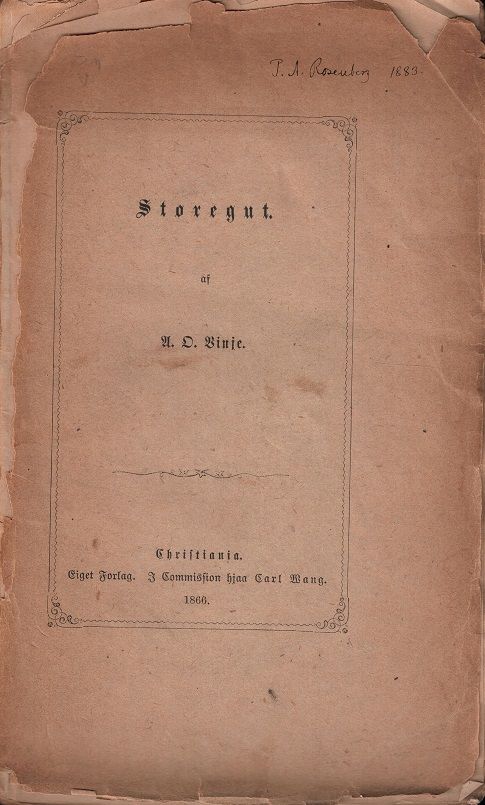 P. A. Rosenberg 1883.
Storegut.
af
A. O. Vinje.
Christiania.
Eiget Forlag. I Commission hjaa Carl Wang.
1866.